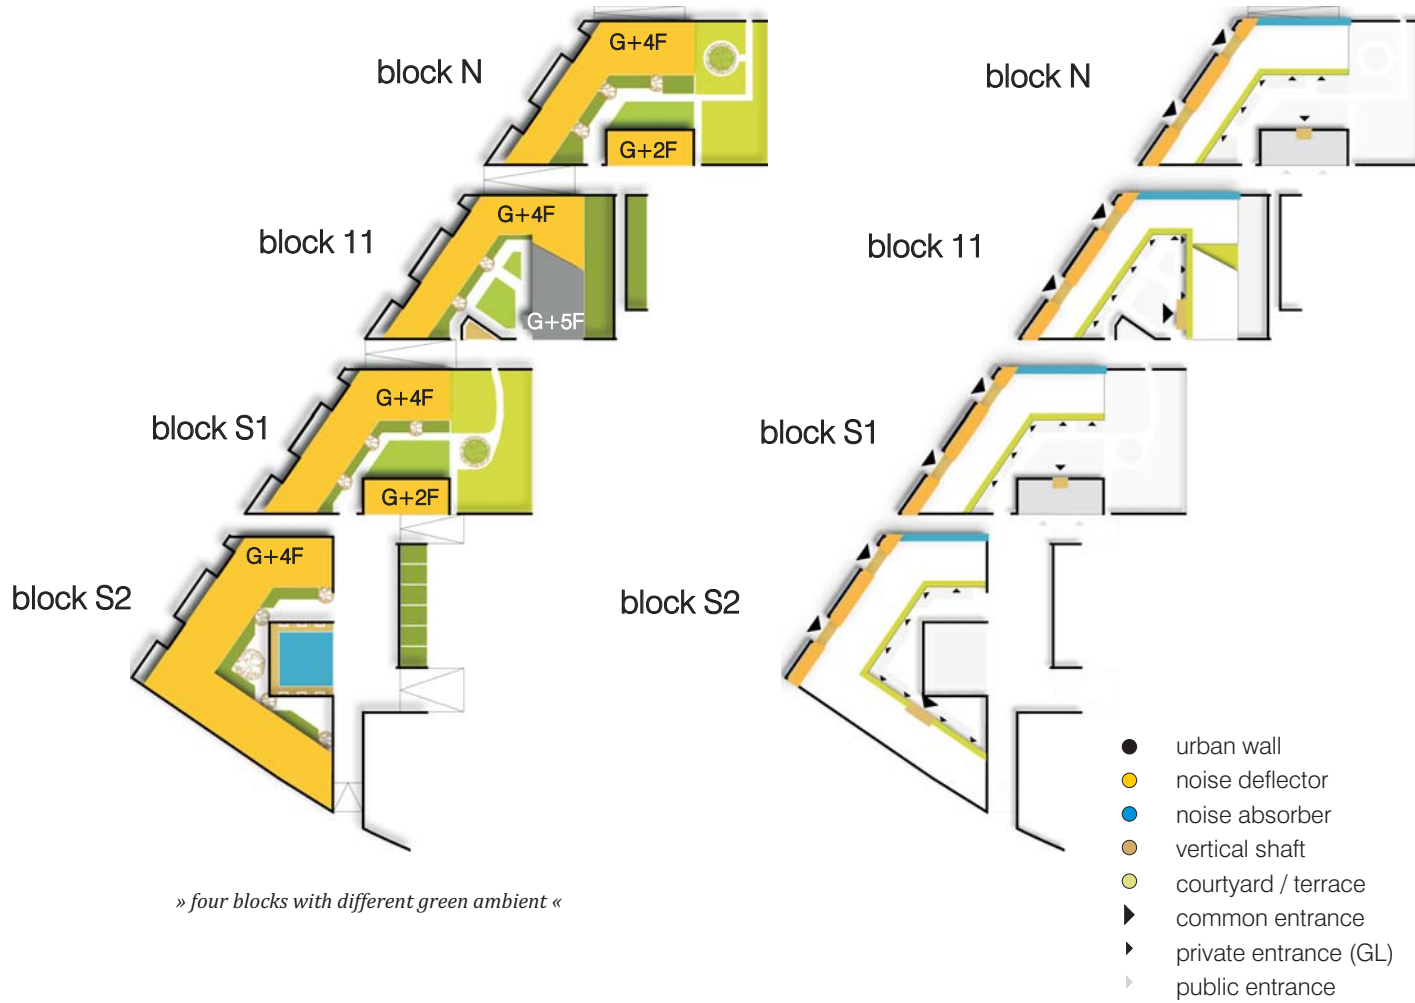 G+4F
block N
G+2F
block N
G+4F
block 11
G+5F
block 11
G+4F
block S1
G+2F
block S1
G+4F
block S2
block S2
urban wall
noise deflector
noise absorber
vertical shaft
courtyard / terrace
common entrance
private entrance (GL)
public entrance
» four blocks with different green ambient «